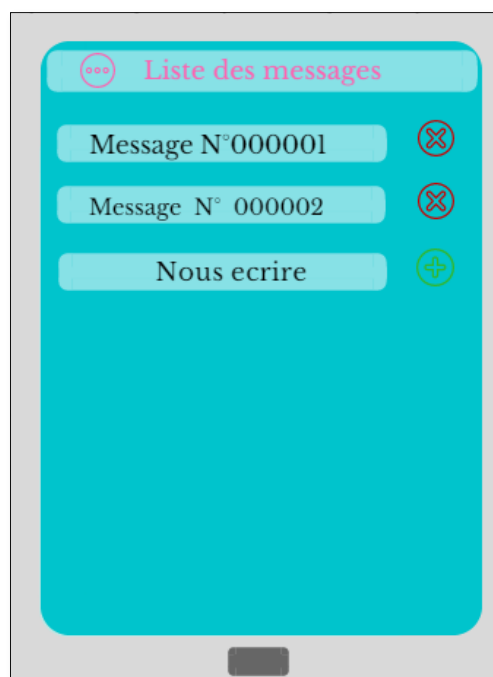 Liste des messages
Message N°000001
Message N° 000002
Nous ecrire